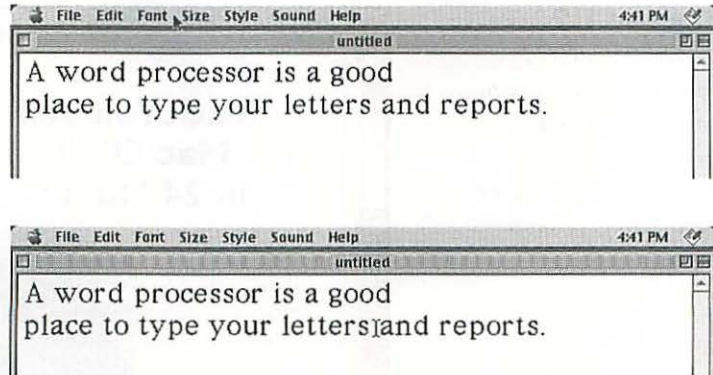 File Edit Font Size Style Sound Help 4:41 PM
untitled
A word processor is a good
place to type your letters and reports.
File Edit Font Size Style Sound Help 4:41 PM
untitled
A word processor is a good
place to type your letters and reports.